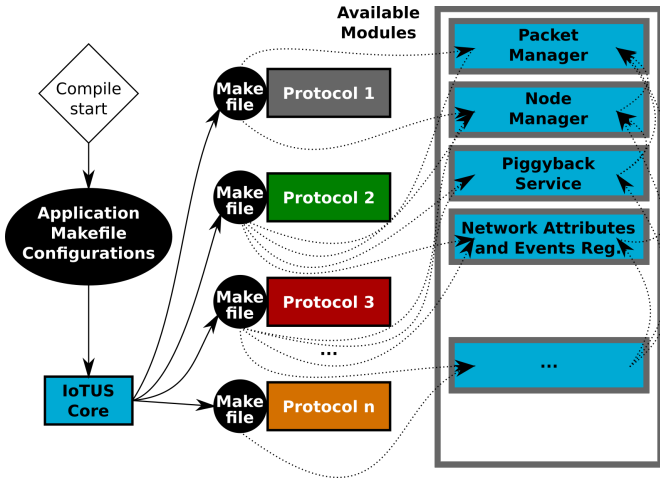 Available
Modules
Compile
start
Application
Makefile
Configurations
IoTUS
Core
Make
file
Protocol 1
Make
file
Protocol 2
Make
file
Protocol 3
...
Make
file
Protocol n
Packet
Manager
Node
Manager
Piggyback
Service
Network Attributes
and Events Reg.
...